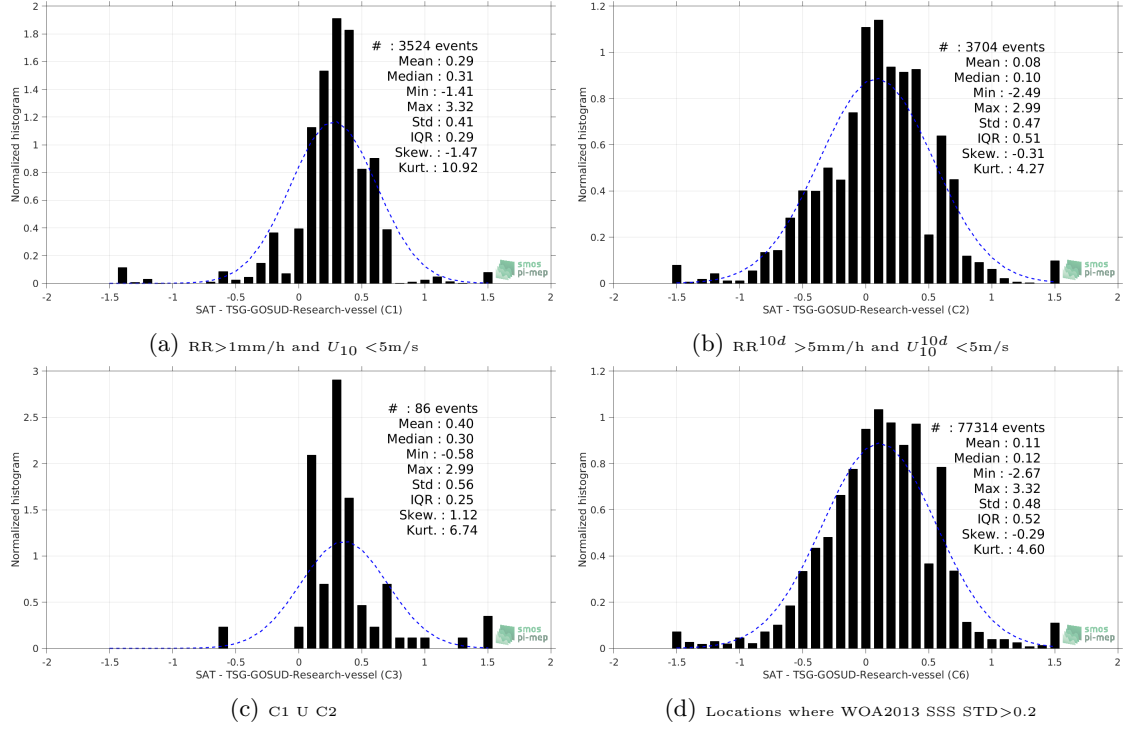 2
1.8
1.6
1.4
1.2
1
0.8
0.6
0.4
0.2
0
Normalized histogram
# : 3524 events
Mean : 0.29
Median : 0.31
Min : -1.41
Max : 3.32
Std : 0.41
IQR : 0.29
Skew. : -1.47
Kurt. : 10.92
smos
pi-mep
-2 -1.5 -1 -0.5 0 0.5 1 1.5 2
SAT - TSG-GOSUD-Research-vessel (C1)
(a) RR>1mm/h and U10 <5m/s
1.2
1
0.8
0.6
0.4
0.2
0
Normalized histogram
# : 3704 events
Mean : 0.08
Median : 0.10
Min : -2.49
Max : 2.99
Std : 0.47
IQR : 0.51
Skew. : -0.31
Kurt. : 4.27
smos
pi-mep
-2 -1.5 -1 -0.5 0 0.5 1 1.5 2
SAT - TSG-GOSUD-Research-vessel (C2)
(b) RR^10d >5mm/h and U10^10d <5m/s
3
2.5
2
1.5
1
0.5
0
Normalized histogram
# : 86 events
Mean : 0.40
Median : 0.30
Min : -0.58
Max : 2.99
Std : 0.56
IQR : 0.25
Skew. : 1.12
Kurt. : 6.74
smos
pi-mep
-2 -1.5 -1 -0.5 0 0.5 1 1.5 2
SAT - TSG-GOSUD-Research-vessel (C3)
(c) C1 U C2
1.2
1
0.8
0.6
0.4
0.2
0
Normalized histogram
# : 77314 events
Mean : 0.11
Median : 0.12
Min : -2.67
Max : 3.32
Std : 0.48
IQR : 0.52
Skew. : -0.29
Kurt. : 4.60
smos
pi-mep
-2 -1.5 -1 -0.5 0 0.5 1 1.5 2
SAT - TSG-GOSUD-Research-vessel (C6)
(d) Locations where WOA2013 SSS STD>0.2